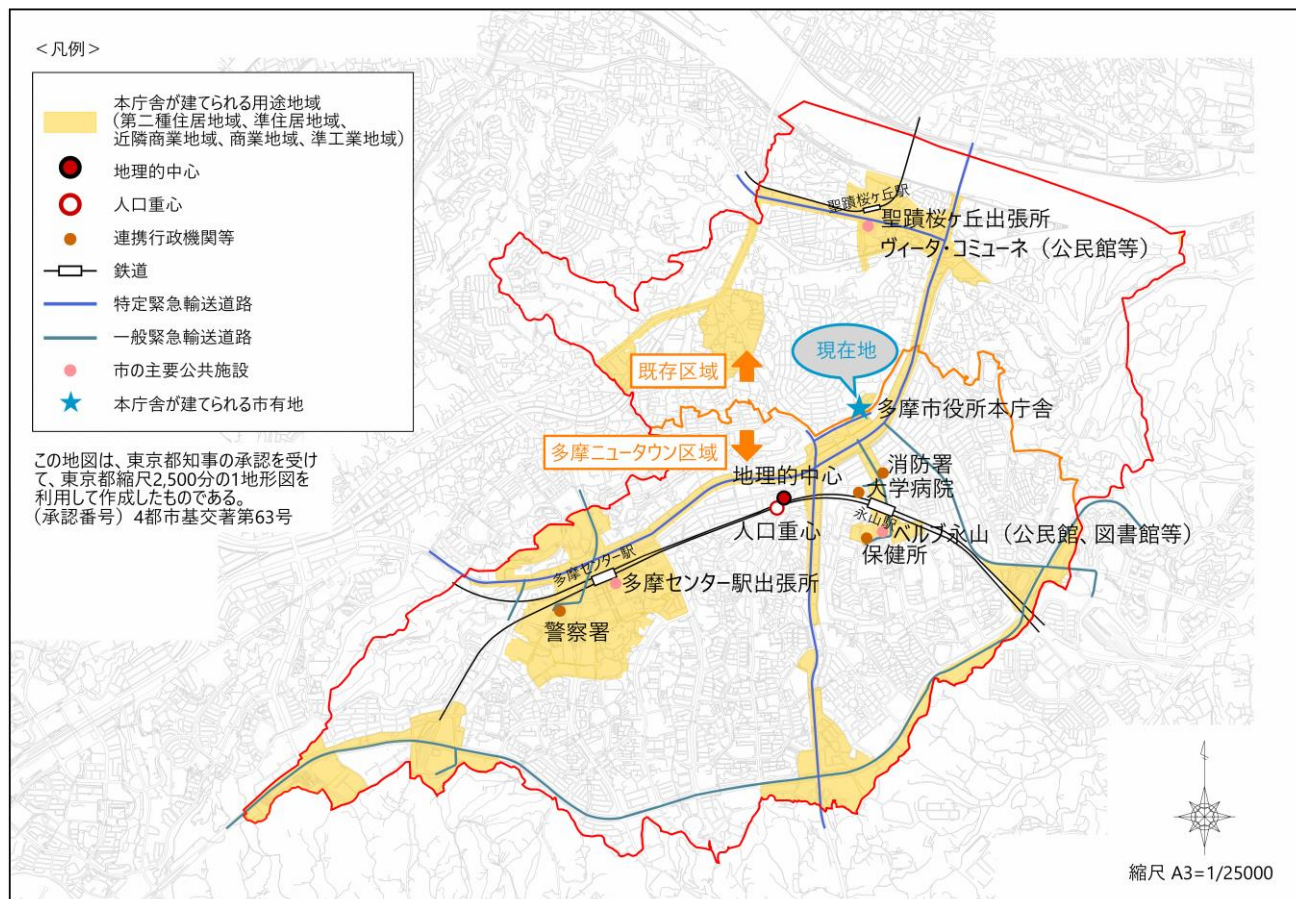 ＜凡例＞
本庁舎が建てられる用途地域
（第二種住居地域、準住居地域、
近隣商業地域、商業地域、準工業地域）
地理的中心
人口重心
連携行政機関等
鉄道
特定緊急輸送道路
一般緊急輸送道路
市の主要公共施設
本庁舎が建てられる市有地
この地図は、東京都知事の承認を受け
て、東京都縮尺2,500分の1地形図を
利用して作成したものである。
（承認番号）4都市基交著第63号
聖蹟桜ヶ丘駅
聖蹟桜ヶ丘出張所
ヴィータ・コミューネ（公民館等）
現在地
既存区域
多摩市役所本庁舎
多摩ニュータウン区域
消防署
地理的中心
大学病院
永山駅
人口重心
ベルブ永山（公民館、図書館等）
保健所
多摩センター駅
多摩センター駅出張所
警察署
縮尺 A3=1/25000